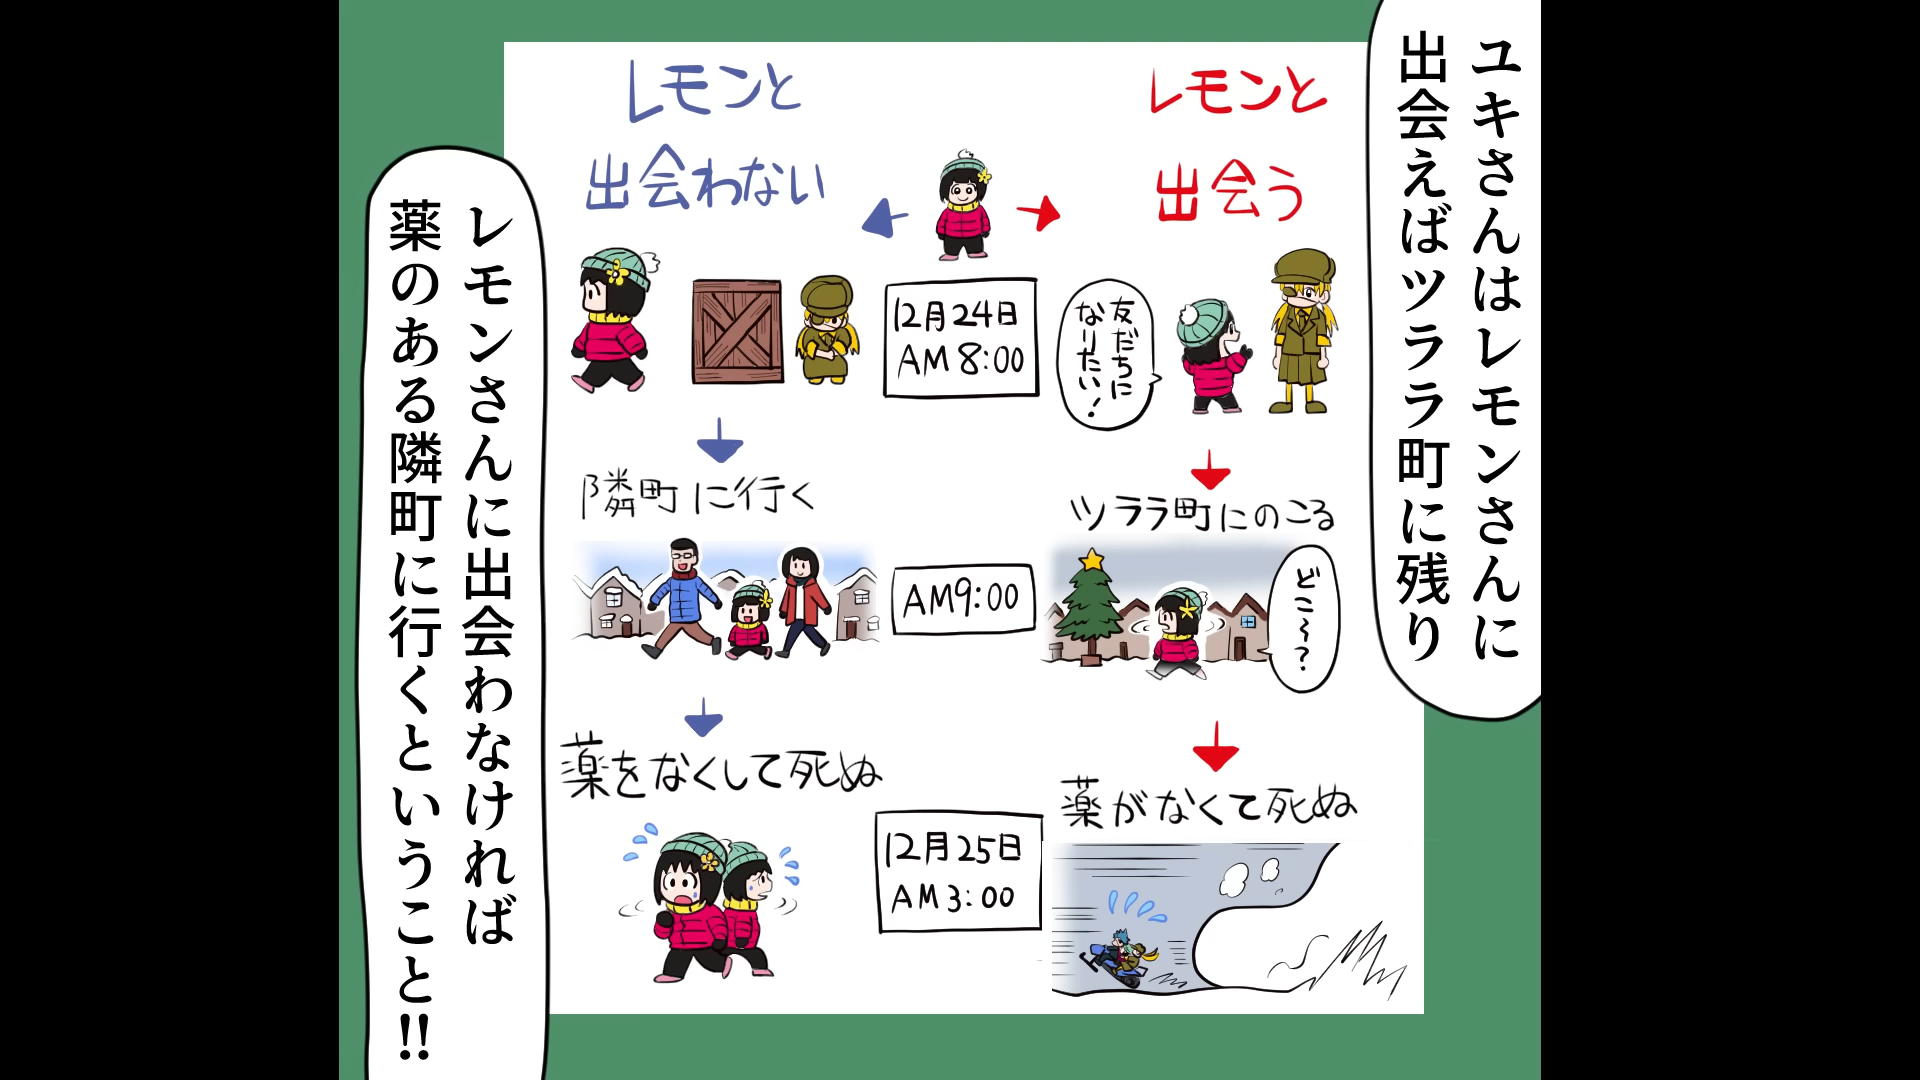 ユキさんはレモンさんに
出会えばツララ町に残り
レモンと
出会う
レモンと
出会わない
12月24日
AM8:00
友だちに
なりたい!
ツララ町にのこる
隣町に行く
AM9:00
どこ〜?
薬がなくて死ぬ
薬をなくして死ぬ
12月25日
AM3:00
レモンさんに出会わなければ
薬のある隣町に行くということ!!